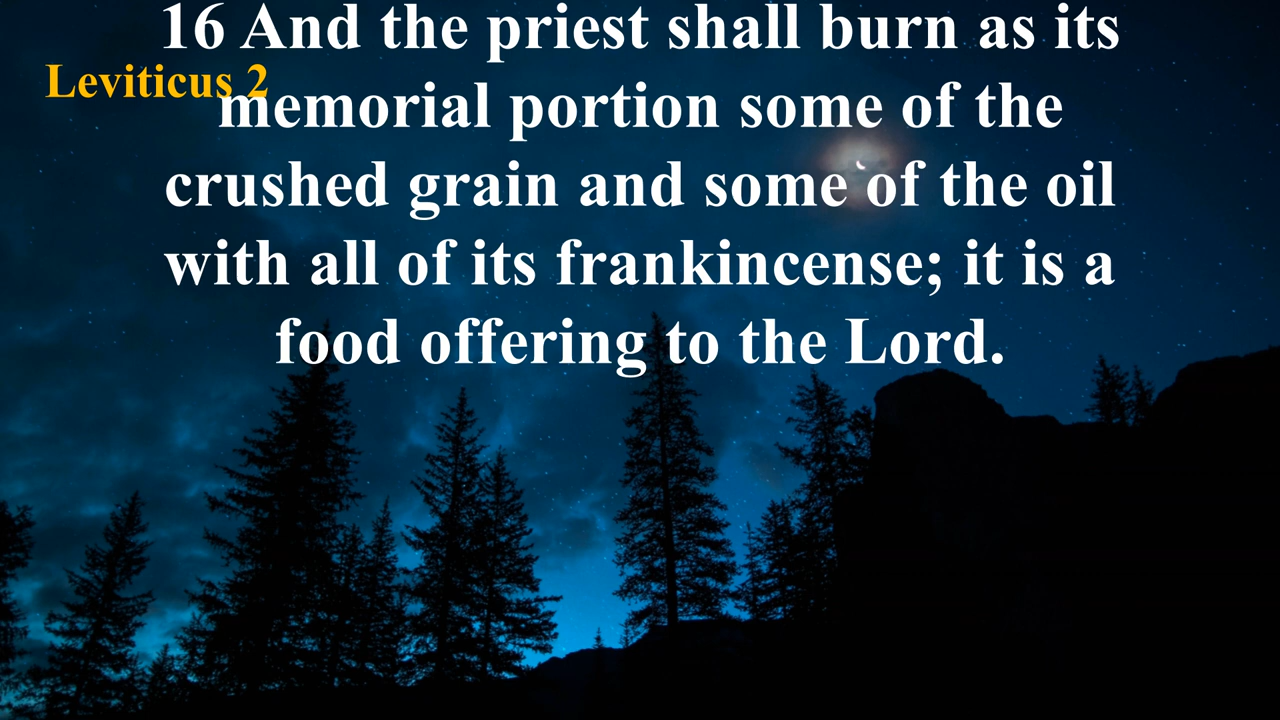 16 And the priest shall burn as its
Leviticus 2
memorial portion some of the
crushed grain and some of the oil
with all of its frankincense; it is a
food offering to the Lord.